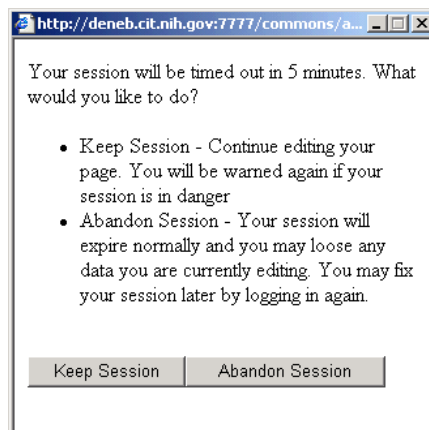 http://deneb.cit.nih.gov:7777/commons/a...
Your session will be timed out in 5 minutes. What
would you like to do?
• Keep Session - Continue editing your
page. You will be warned again if your
session is in danger
• Abandon Session - Your session will
expire normally and you may loose any
data you are currently editing. You may fix
your session later by logging in again.
Keep Session Abandon Session